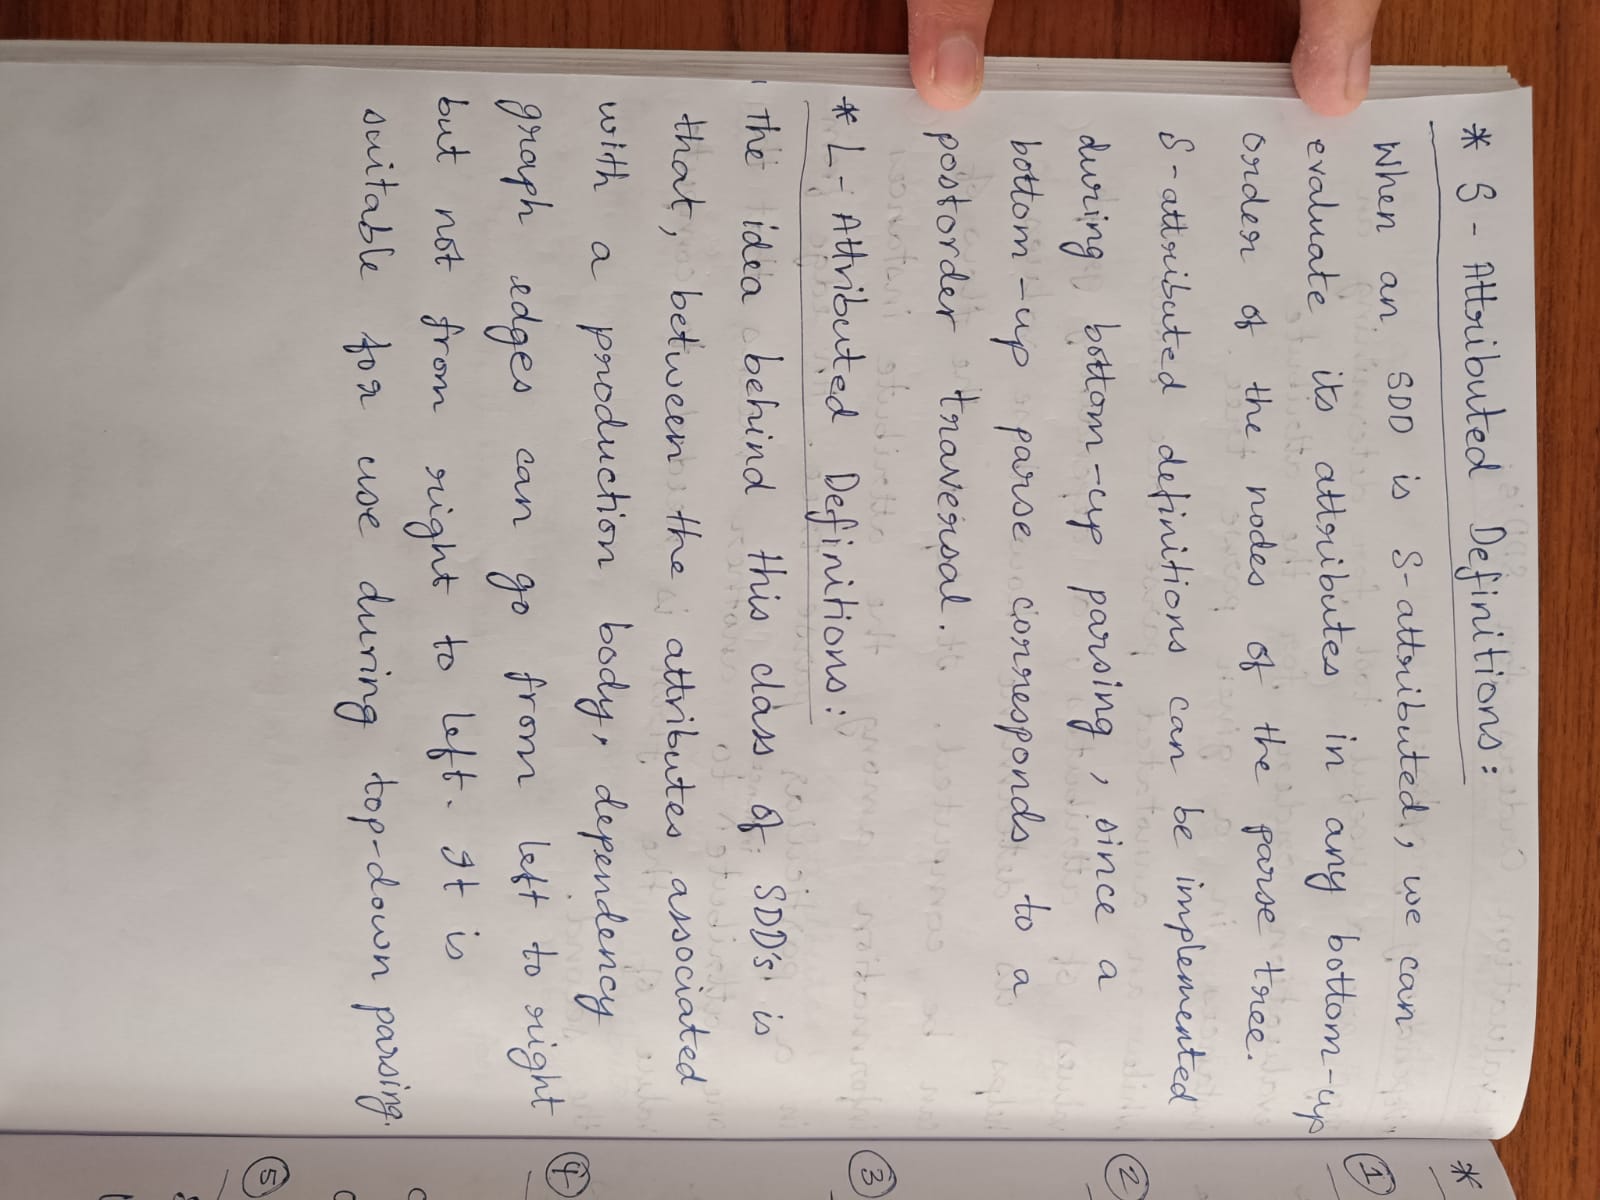 * S - Attributed Definitions:
When an SDD is S-attributed, we can
evaluate its attributes in any bottom-up
order of the nodes of the parse tree.
S-attributed definitions can be implemented
during bottom-up parsing, since a
bottom-up parse corresponds to a
postorder traversal.
* L - Attributed Definitions:
The idea behind this class of SDD's is
that, between the attributes associated
with a production body, dependency
graph edges can go from left to right
but not from right to left. It is
suitable for use during top-down parsing.
*
1
2
3
4
5